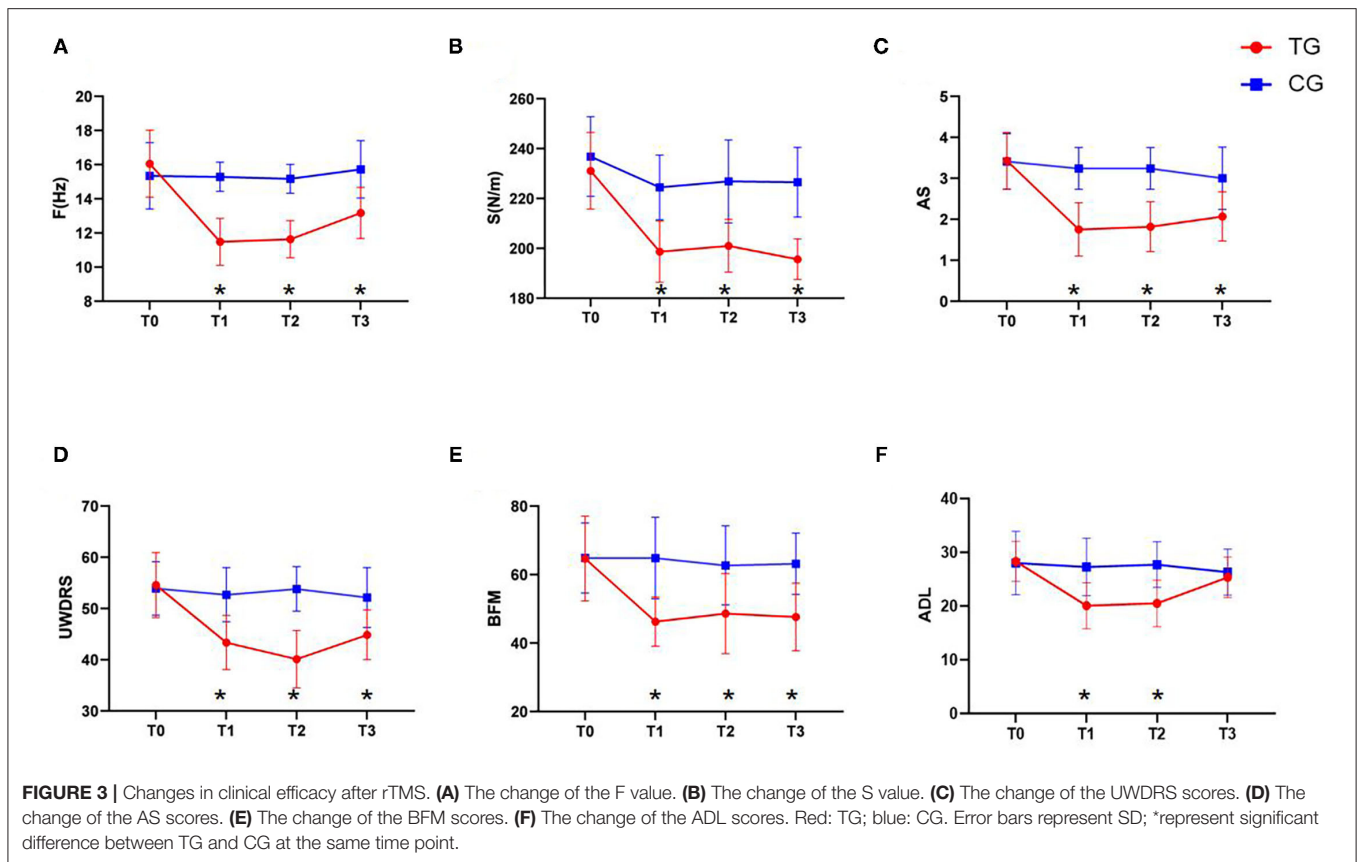 A
B
C
TG
CG
F(Hz)
20
18
16
14
12
10
8
* * *
T0 T1 T2 T3
S(N/m)
260
240
220
200
180
* * *
T0 T1 T2 T3
AS
5
4
3
2
1
0
* * *
T0 T1 T2 T3
D
E
F
UWDRS
70
60
50
40
30
* * *
T0 T1 T2 T3
BFM
80
60
40
20
* * *
T0 T1 T2 T3
ADL
40
30
20
10
0
* *
T0 T1 T2 T3
FIGURE 3 | Changes in clinical efficacy after rTMS. (A) The change of the F value. (B) The change of the S value. (C) The change of the UWDRS scores. (D) The
change of the AS scores. (E) The change of the BFM scores. (F) The change of the ADL scores. Red: TG; blue: CG. Error bars represent SD; *represent significant
difference between TG and CG at the same time point.